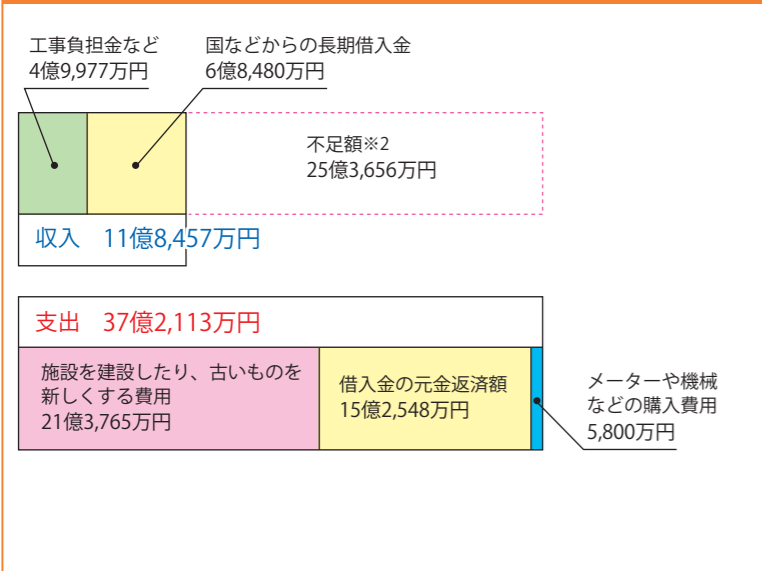 工事負担金など
4億9,977万円
国などからの長期借入金
6億8,480万円
不足額※2
25億3,656万円
収入 11億8,457万円
支出 37億2,113万円
施設を建設したり、古いものを
新しくする費用
21億3,765万円
借入金の元金返済額
15億2,548万円
メーターや機械
などの購入費用
5,800万円